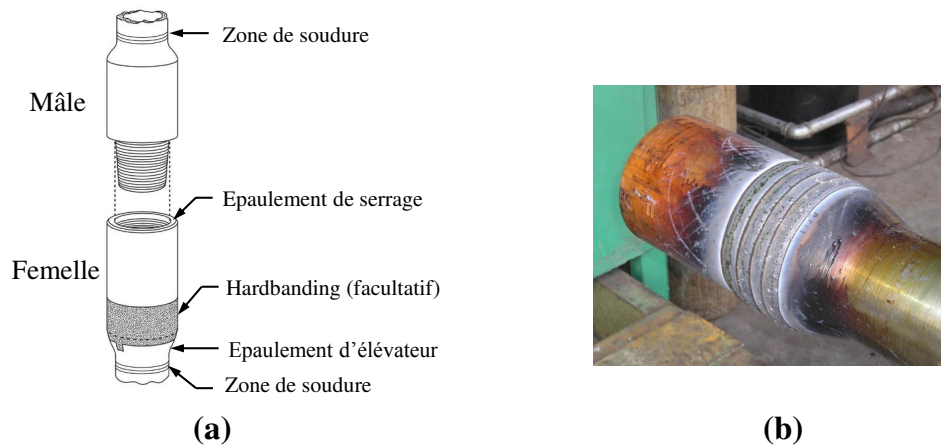 Zone de soudure
Mâle
Epaulement de serrage
Femelle
Hardbanding (facultatif)
Epaulement d’élévateur
Zone de soudure
(a)
(b)